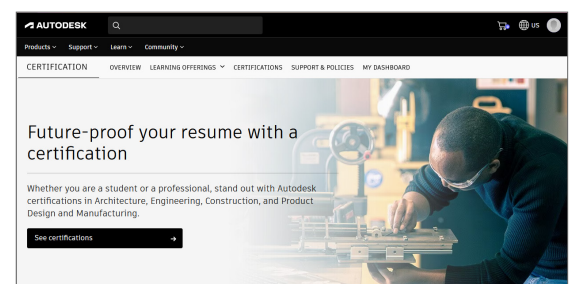 AUTODESK
US
Products Support Learn Community
CERTIFICATION OVERVIEW LEARNING OFFERINGS CERTIFICATIONS SUPPORT & POLICIES MY DASHBOARD
Future-proof your resume with a
certification
Whether you are a student or a professional, stand out with Autodesk
certifications in Architecture, Engineering, Construction, and Product
Design and Manufacturing.
See certifications